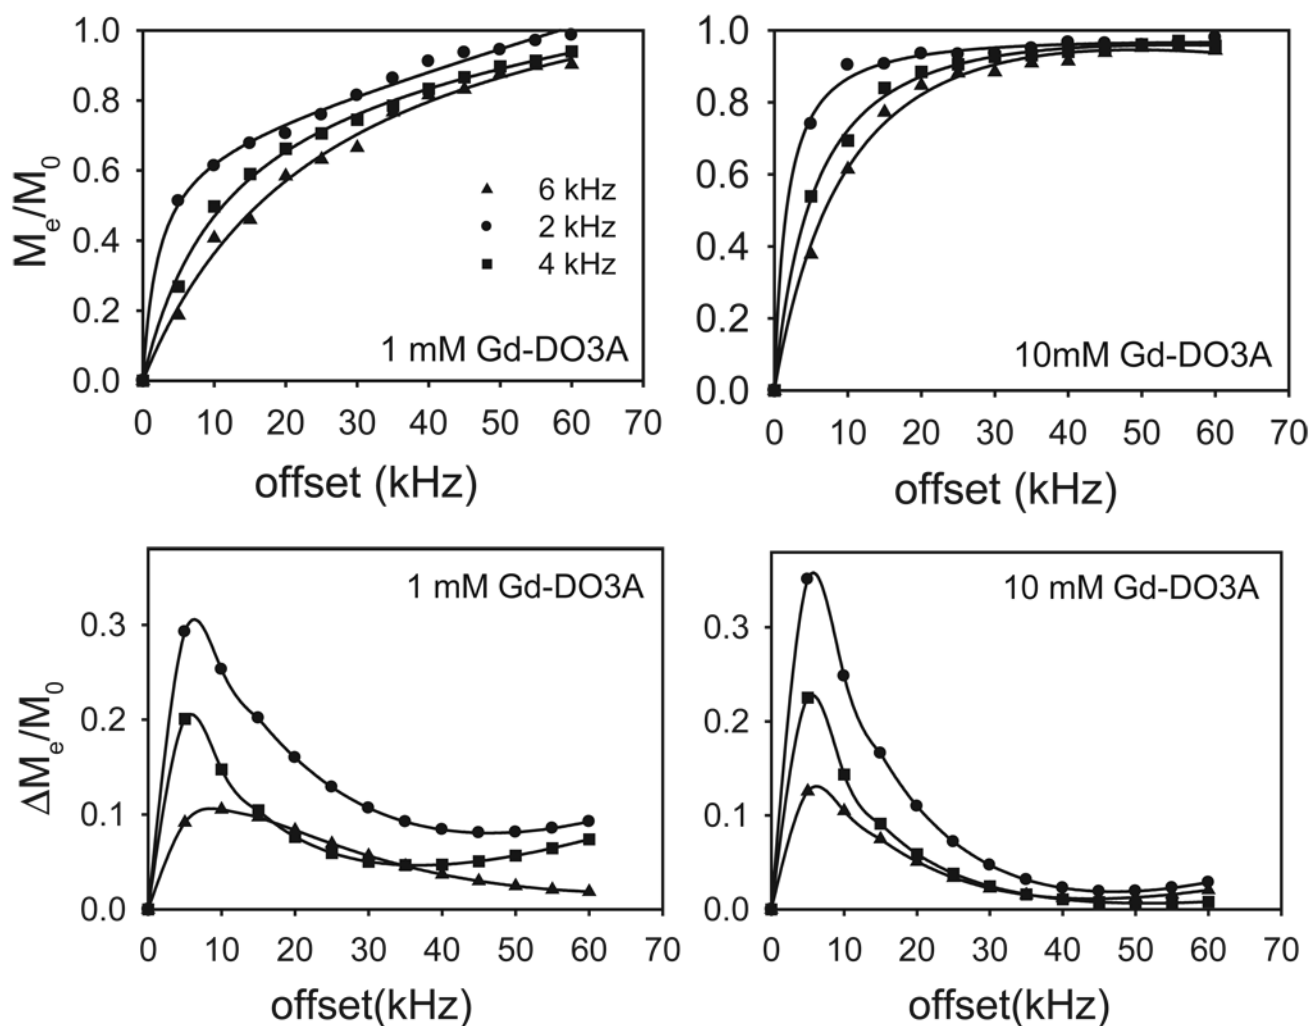 1.0
0.8
0.6
0.4
0.2
0.0
M_e/M_0
6 kHz
2 kHz
4 kHz
1 mM Gd-DO3A
0 10 20 30 40 50 60 70
offset (kHz)
1.0
0.8
0.6
0.4
0.2
0.0
10mM Gd-DO3A
0 10 20 30 40 50 60 70
offset (kHz)
1 mM Gd-DO3A
0.3
0.2
0.1
0.0
ΔM_e/M_0
0 10 20 30 40 50 60 70
offset(kHz)
10 mM Gd-DO3A
0.3
0.2
0.1
0.0
0 10 20 30 40 50 60 70
offset(kHz)